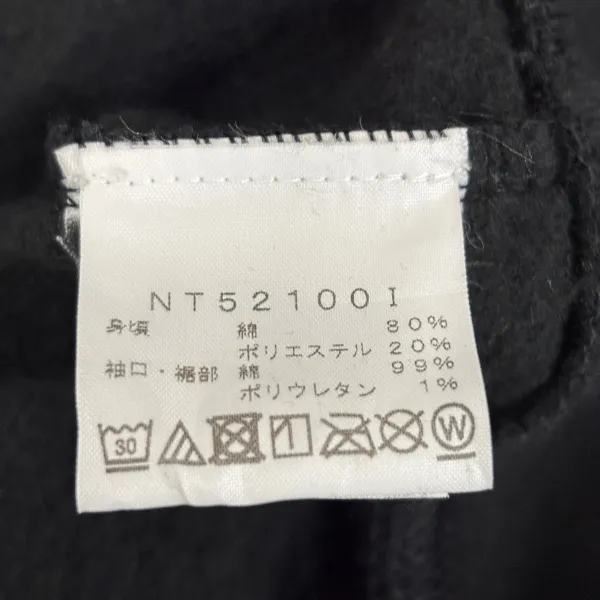 NT52100I
身頃 綿 80%
ポリエステル 20%
袖口・裾部 綿 99%
ポリウレタン 1%
30 W